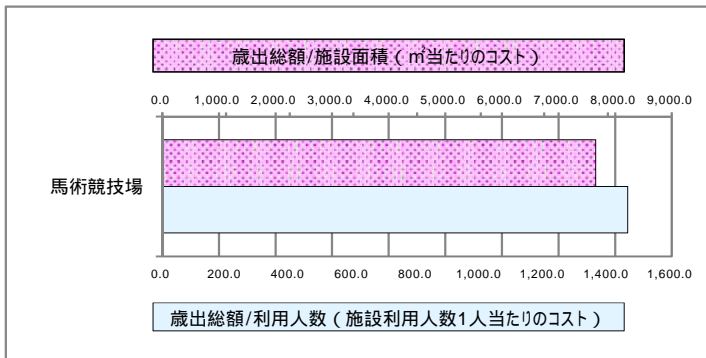 歳出総額/施設面積（㎡当たりのコスト）
0.0 1,000.0 2,000.0 3,000.0 4,000.0 5,000.0 6,000.0 7,000.0 8,000.0 9,000.0
馬術競技場
0.0 200.0 400.0 600.0 800.0 1,000.0 1,200.0 1,400.0 1,600.0
歳出総額/利用人数（施設利用人数1人当たりのコスト）